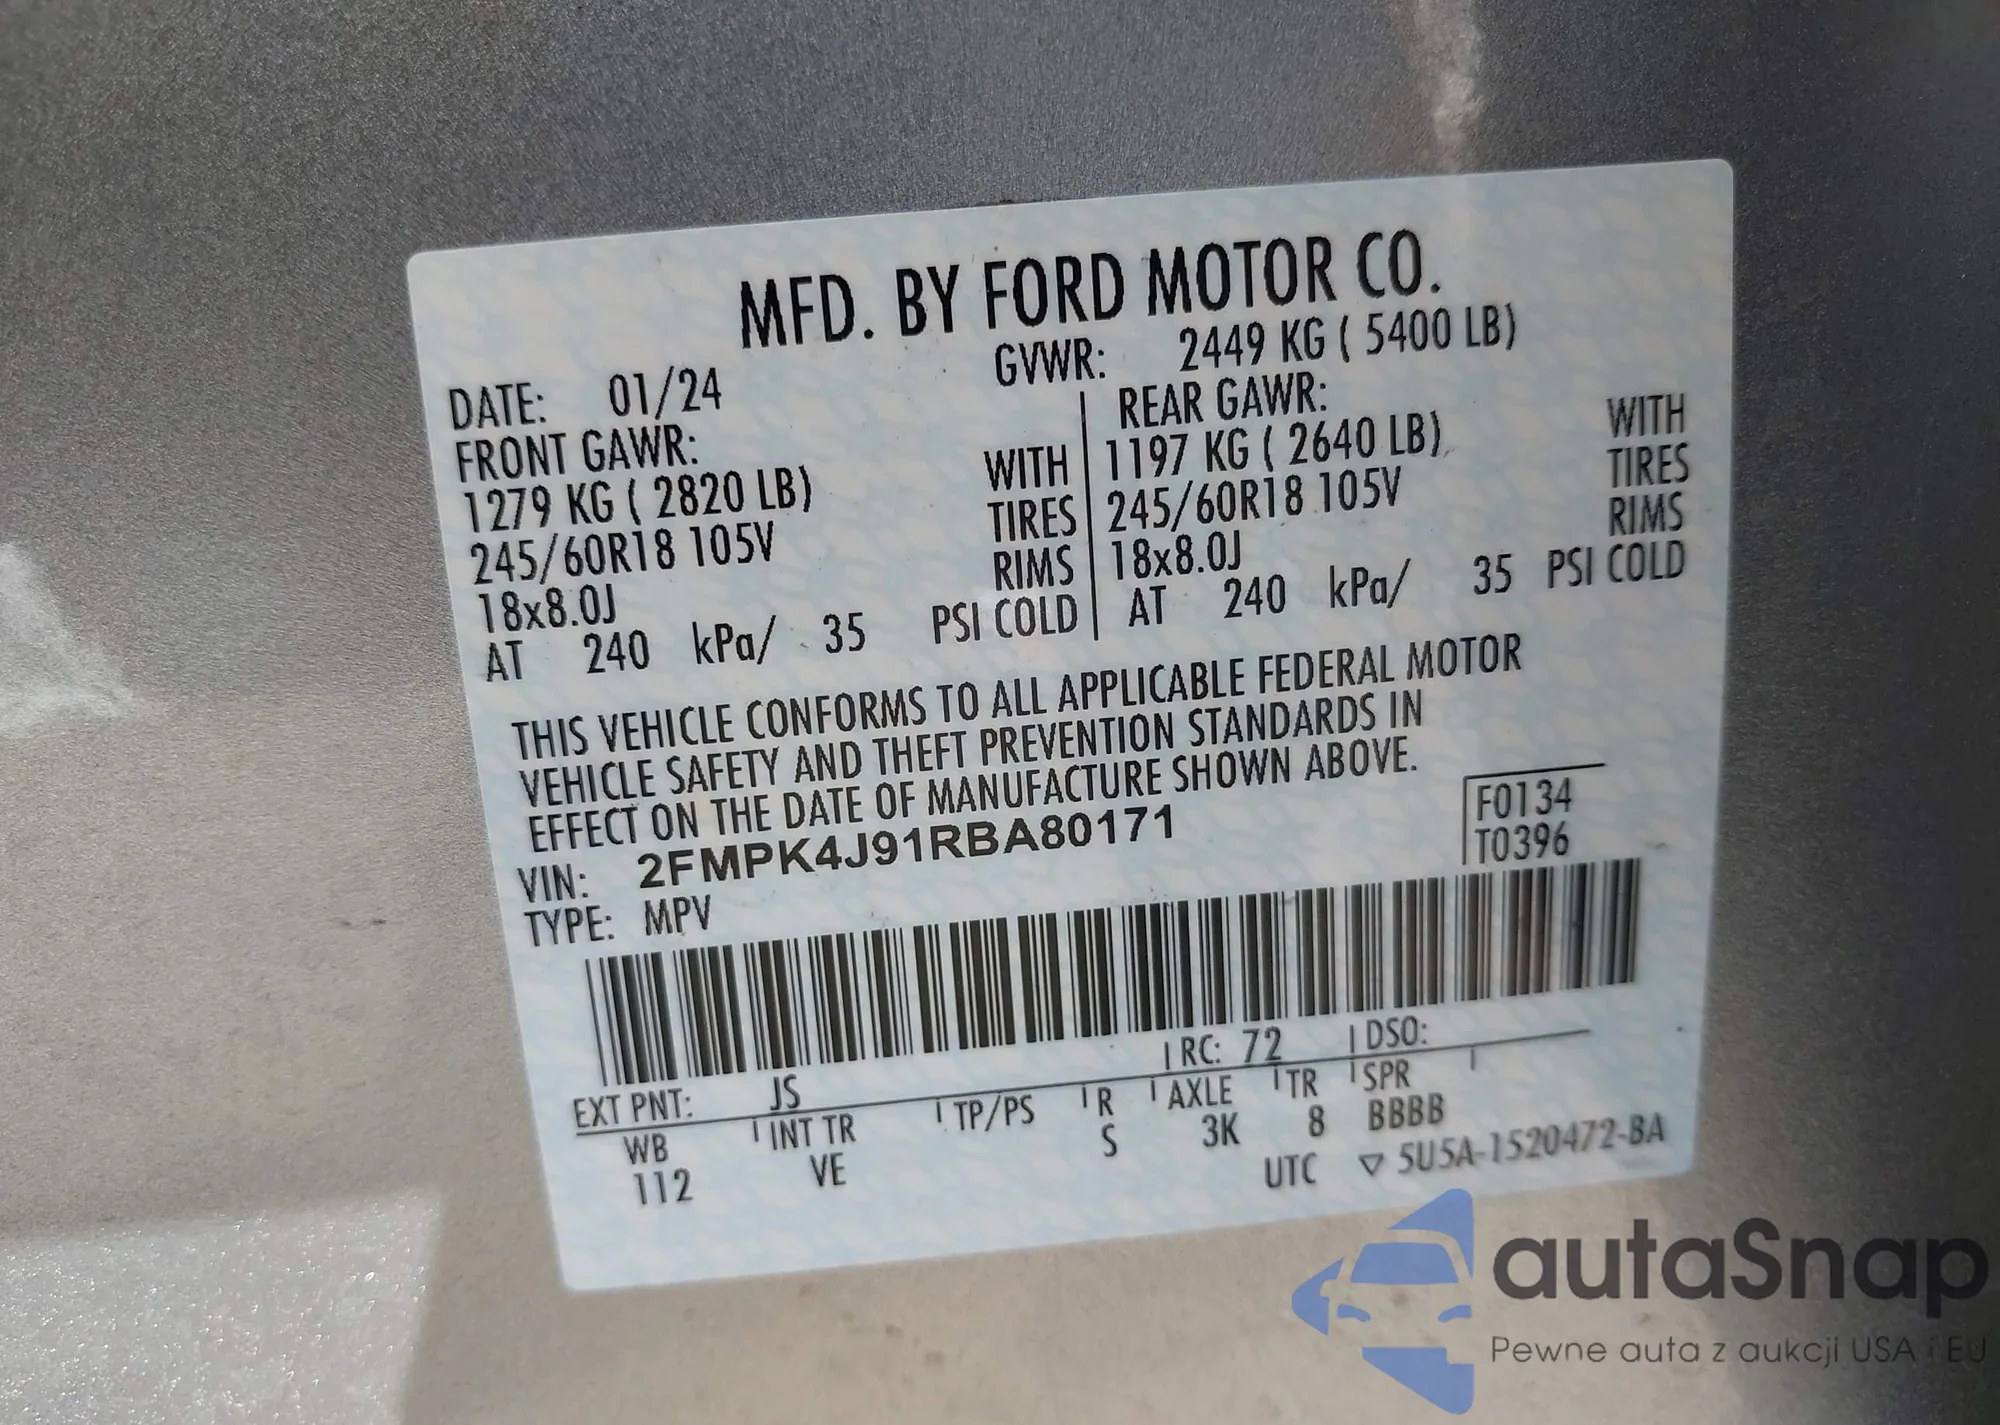 MFD. BY FORD MOTOR CO.
DATE: 01/24 GVWR: 2449 KG ( 5400 LB)
FRONT GAWR: REAR GAWR:
1279 KG ( 2820 LB) WITH 1197 KG ( 2640 LB) WITH
245/60R18 105V TIRES 245/60R18 105V TIRES
18x8.0J RIMS 18x8.0J RIMS
AT 240 kPa/ 35 PSI COLD AT 240 kPa/ 35 PSI COLD
THIS VEHICLE CONFORMS TO ALL APPLICABLE FEDERAL MOTOR
VEHICLE SAFETY AND THEFT PREVENTION STANDARDS IN
EFFECT ON THE DATE OF MANUFACTURE SHOWN ABOVE.
VIN: 2FMPK4J91RBA80171 F0134
TYPE: MPV T0396
EXT PNT: JS RC: 72 DSO:
WB INT TR TP/PS R AXLE TR SPR
112 VE S 3K 8 BBBB
UTC ▽ 5U5A-1520472-BA
autaSnap
Pewne auta z aukcji USA i EU